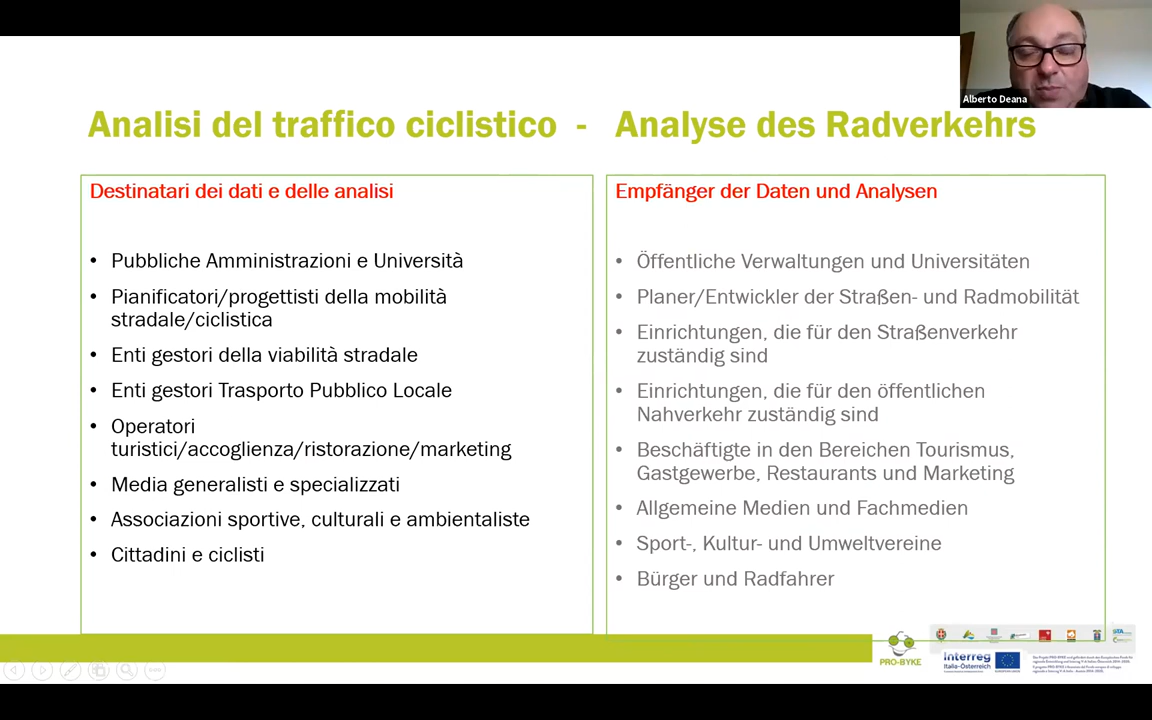 Alberto Deana
Analisi del traffico ciclistico - Analyse des Radverkehrs
Destinatari dei dati e delle analisi
• Pubbliche Amministrazioni e Università
• Pianificatori/progettisti della mobilità
stradale/ciclistica
• Enti gestori della viabilità stradale
• Enti gestori Trasporto Pubblico Locale
• Operatori
turistici/accoglienza/ristorazione/marketing
• Media generalisti e specializzati
• Associazioni sportive, culturali e ambientaliste
• Cittadini e ciclisti
Empfänger der Daten und Analysen
• Öffentliche Verwaltungen und Universitäten
• Planer/Entwickler der Straßen- und Radmobilität
• Einrichtungen, die für den Straßenverkehr
zuständig sind
• Einrichtungen, die für den öffentlichen
Nahverkehr zuständig sind
• Beschäftigte in den Bereichen Tourismus,
Gastgewerbe, Restaurants und Marketing
• Allgemeine Medien und Fachmedien
• Sport-, Kultur- und Umweltvereine
• Bürger und Radfahrer
PRO-BYKE
Interreg
Italia-Österreich